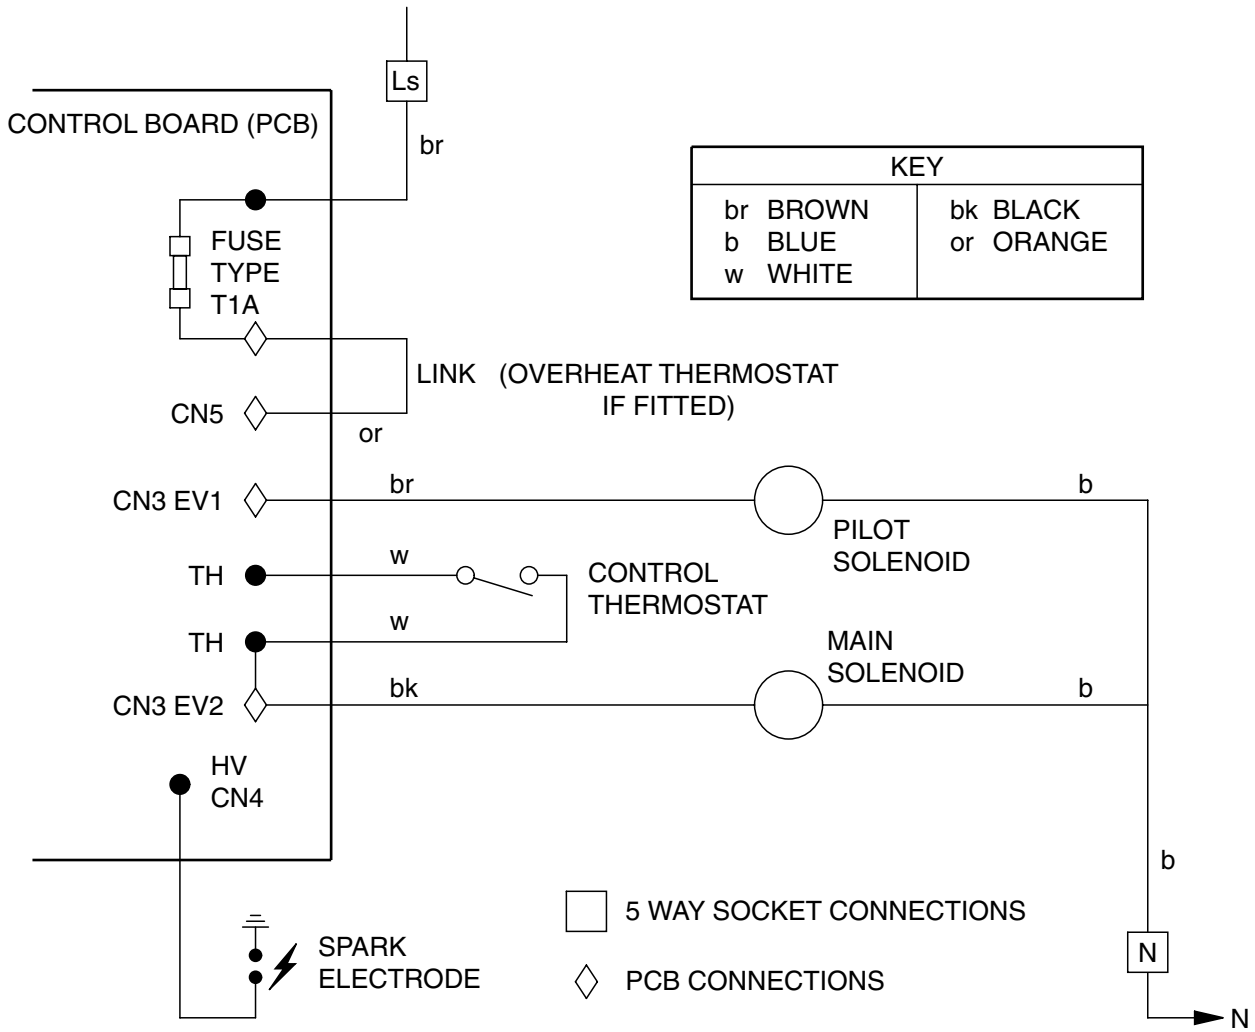 Ls
CONTROL BOARD (PCB)
br
KEY
br BROWN
b BLUE
w WHITE
bk BLACK
or ORANGE
FUSE
TYPE
T1A
LINK (OVERHEAT THERMOSTAT
IF FITTED)
CN5
or
CN3 EV1
br
b
PILOT
SOLENOID
TH
w
CONTROL
THERMOSTAT
TH
w
MAIN
SOLENOID
CN3 EV2
bk
b
HV
CN4
b
5 WAY SOCKET CONNECTIONS
N
SPARK
ELECTRODE
PCB CONNECTIONS
N